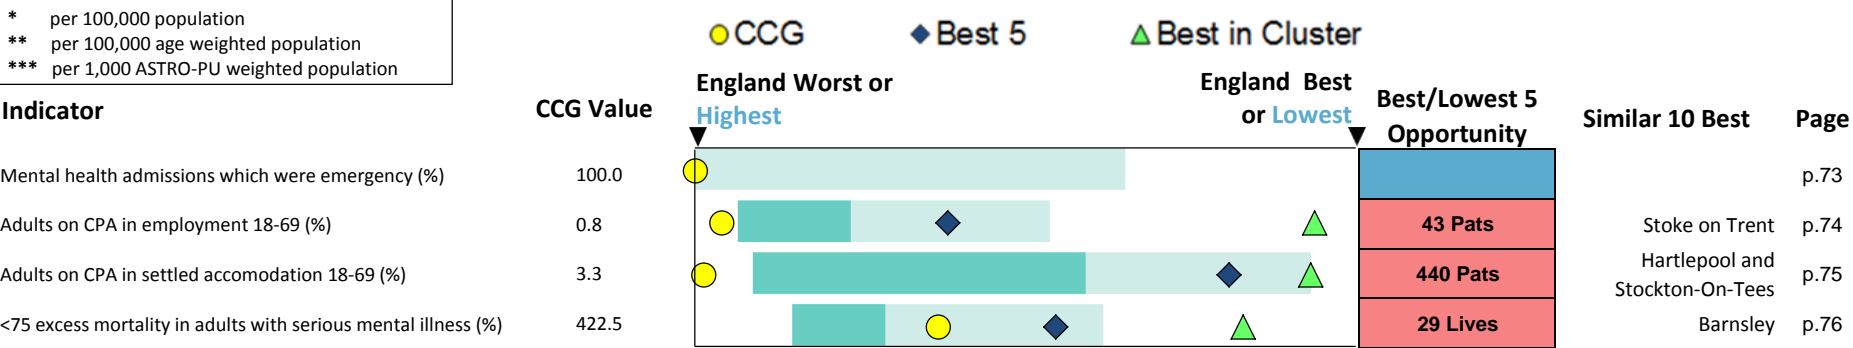 * per 100,000 population
** per 100,000 age weighted population
*** per 1,000 ASTRO-PU weighted population
CCG Best 5 Best in Cluster
Indicator CCG Value England Worst or Highest England Best or Lowest Best/Lowest 5 Opportunity Similar 10 Best Page
Mental health admissions which were emergency (%) 100.0 p.73
Adults on CPA in employment 18-69 (%) 0.8 43 Pats Stoke on Trent p.74
Adults on CPA in settled accomodation 18-69 (%) 3.3 440 Pats Hartlepool and Stockton-On-Tees p.75
<75 excess mortality in adults with serious mental illness (%) 422.5 29 Lives Barnsley p.76